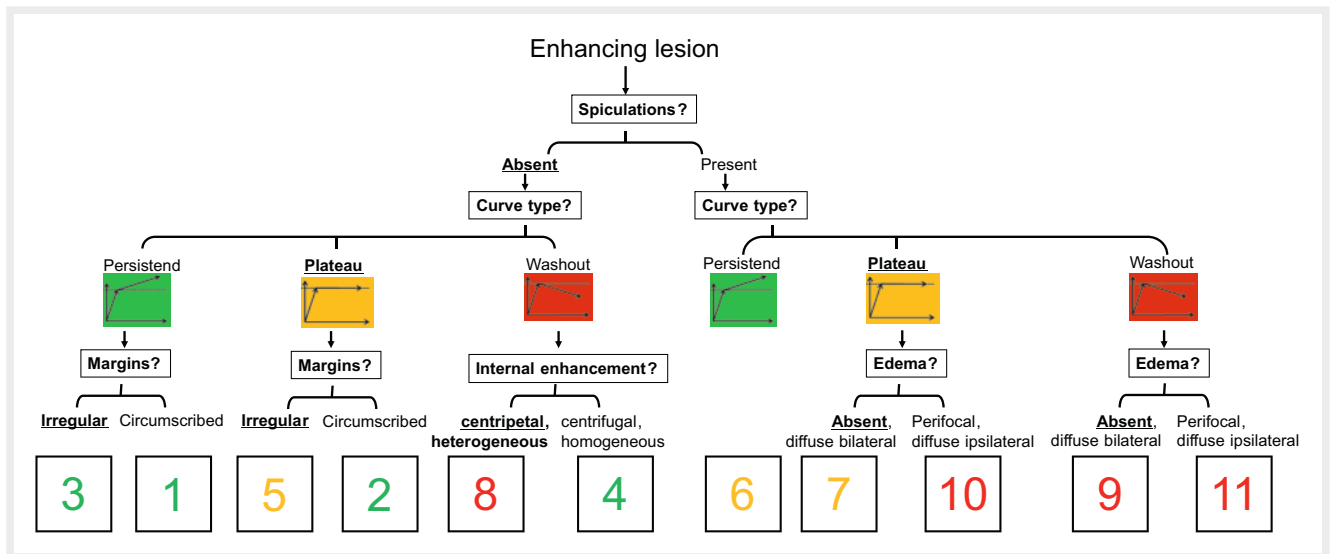 Enhancing lesion
Spiculations?
Absent
Present
Curve type?
Curve type?
Persistend
Plateau
Washout
Persistend
Plateau
Washout
Margins?
Margins?
Internal enhancement?
Edema?
Edema?
Irregular
Circumscribed
Irregular
Circumscribed
centripetal,
heterogeneous
centrifugal,
homogeneous
Absent,
diffuse bilateral
Perifocal,
diffuse ipsilateral
Absent,
diffuse bilateral
Perifocal,
diffuse ipsilateral
3
1
5
2
8
4
6
7
10
9
11